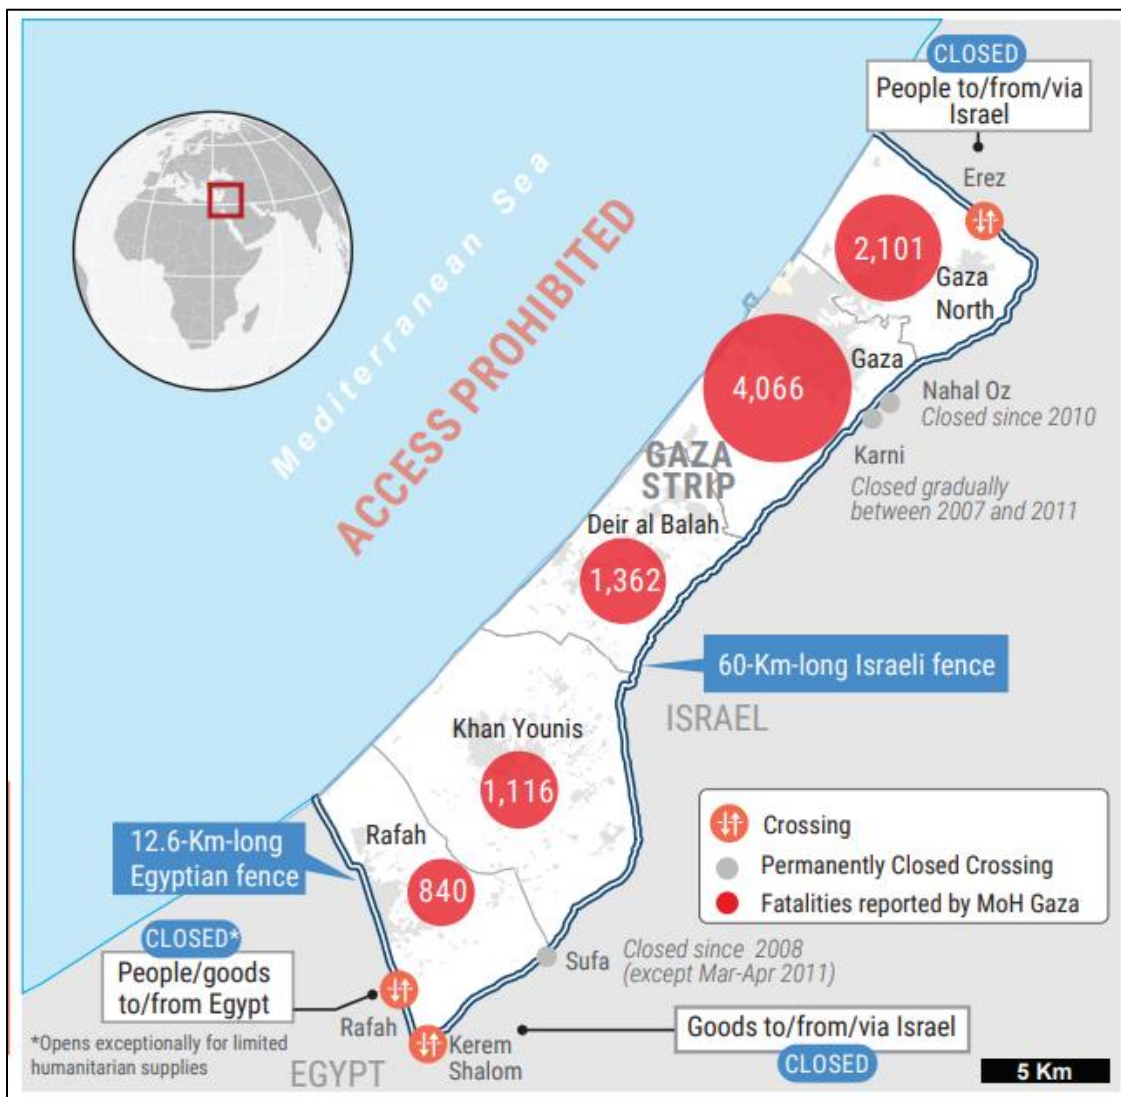 CLOSED
People to/from/via
Israel
Erez
2,101
Gaza
North
Mediterranean Sea
ACCESS PROHIBITED
4,066
Gaza
Nahal Oz
Closed since 2010
Karni
Closed gradually
between 2007 and 2011
GAZA
STRIP
Deir al Balah
1,362
60-Km-long Israeli fence
ISRAEL
Khan Younis
1,116
Rafah
840
12.6-Km-long
Egyptian fence
Crossing
Permanently Closed Crossing
Fatalities reported by MoH Gaza
CLOSED*
People/goods
to/from Egypt
Rafah
*Opens exceptionally for limited
humanitarian supplies
EGYPT
Sufa
Closed since 2008
(except Mar-Apr 2011)
Kerem
Shalom
Goods to/from/via Israel
CLOSED
5 Km